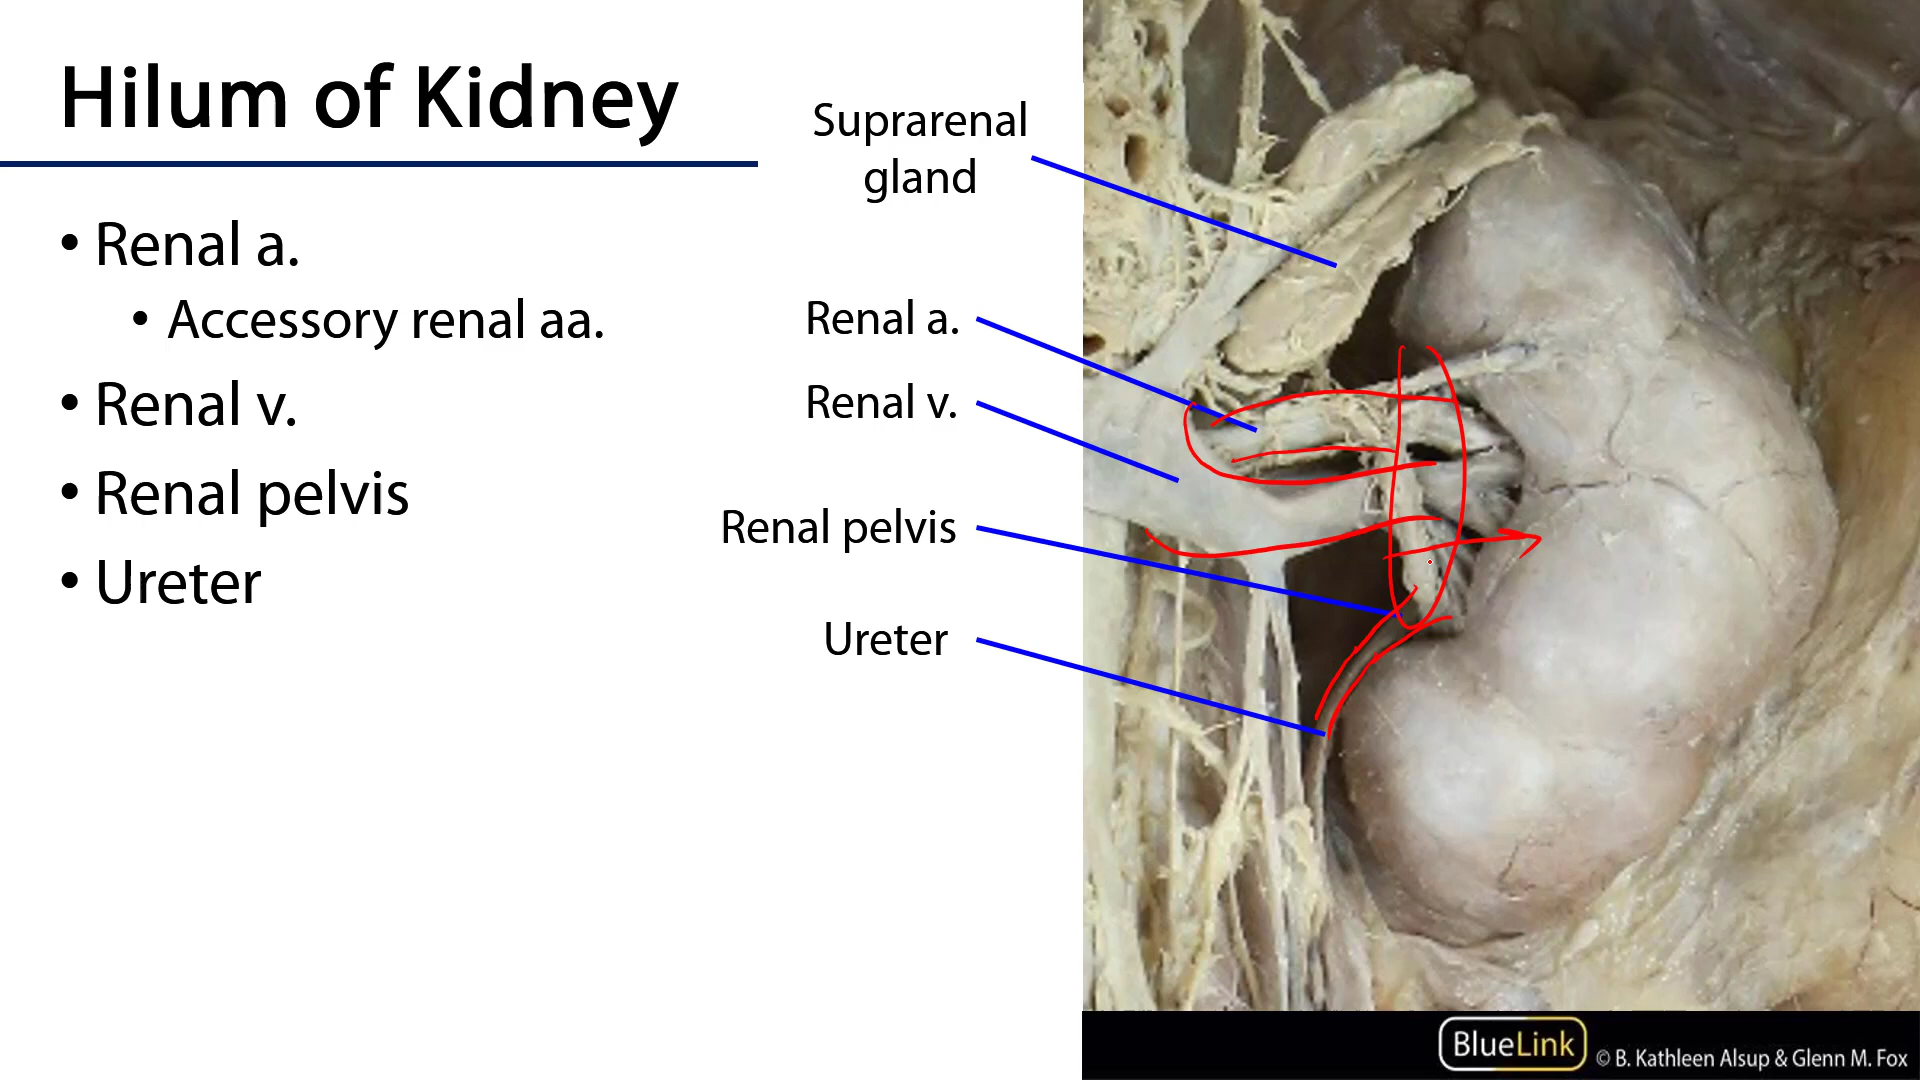 Hilum of Kidney
• Renal a.
• Accessory renal aa.
• Renal v.
• Renal pelvis
• Ureter
Suprarenal
gland
Renal a.
Renal v.
Renal pelvis
Ureter
BlueLink
© B. Kathleen Alsup & Glenn M. Fox